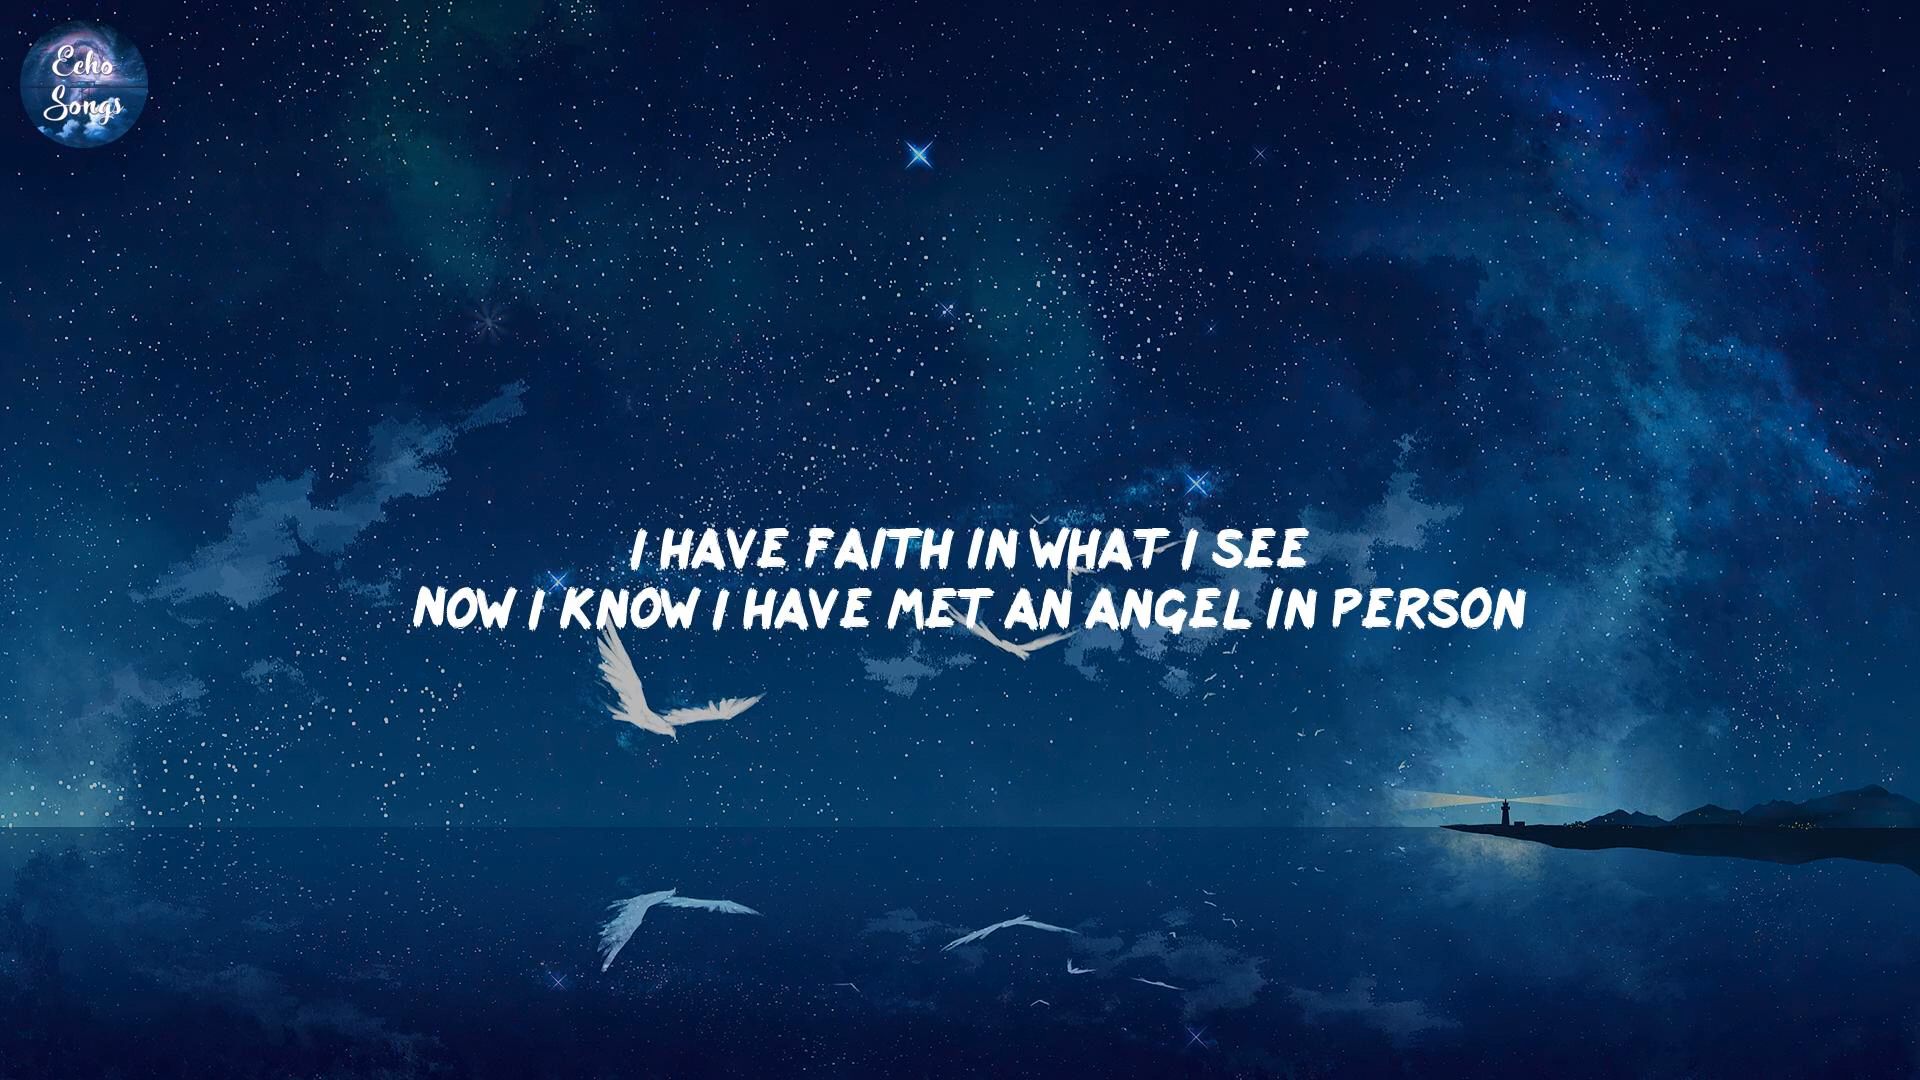 Echo
Songs
I HAVE FAITH IN WHAT I SEE
NOW I KNOW I HAVE MET AN ANGEL IN PERSON